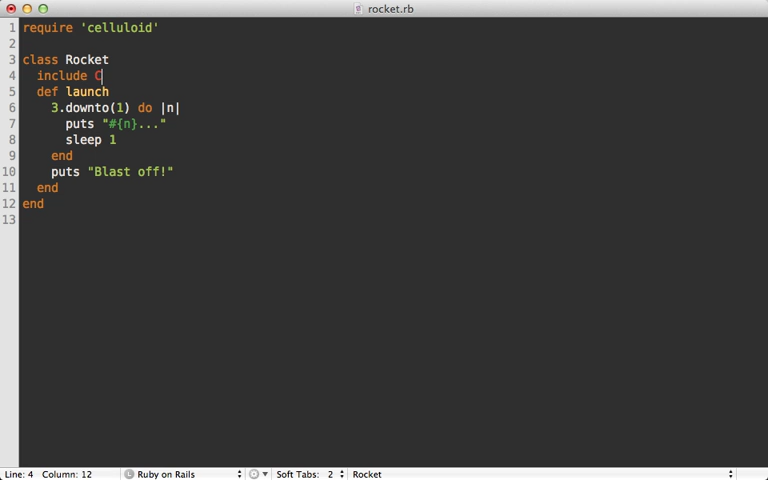 rocket.rb
1 require 'celluloid'
2
3 class Rocket
4   include C
5   def launch
6     3.downto(1) do |n|
7       puts "#{n}..."
8       sleep 1
9     end
10     puts "Blast off!"
11   end
12 end
13
Line: 4 Column: 12 L Ruby on Rails Soft Tabs: 2 Rocket